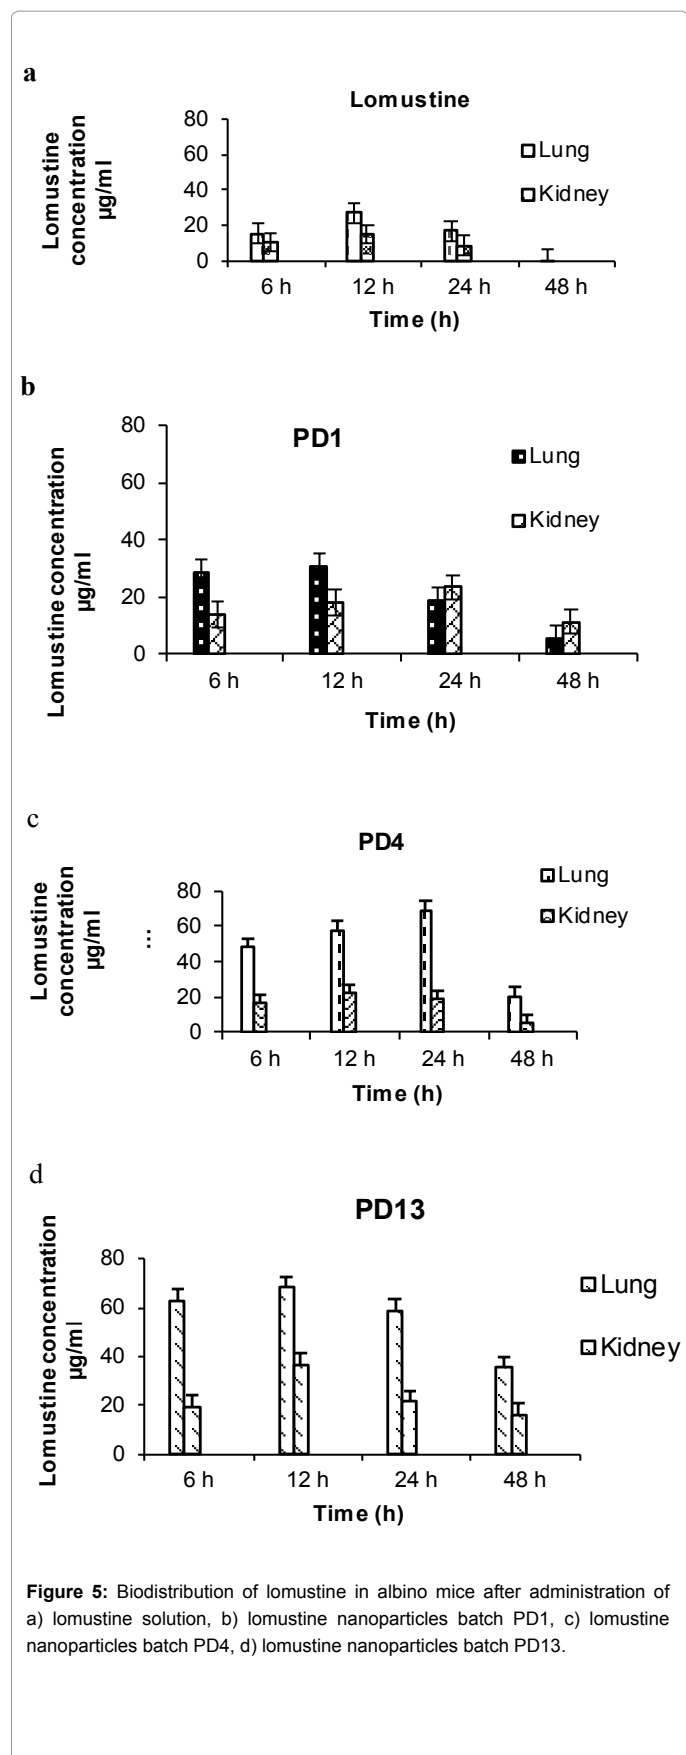 a
Lomustine
Lomustine
concentration
µg/ml
80
60
40
20
0
Lung
Kidney
6 h 12 h 24 h 48 h
Time (h)
b
PD1
Lomustine concentration
µg/ml
80
60
40
20
0
Lung
Kidney
6 h 12 h 24 h 48 h
Time (h)
c
PD4
Lomustine
concentration
µg/ml
...
80
60
40
20
0
Lung
Kidney
6 h 12 h 24 h 48 h
Time (h)
d
PD13
Lomustine concentration
µg/ml
80
60
40
20
0
Lung
Kidney
6 h 12 h 24 h 48 h
Time (h)
Figure 5: Biodistribution of lomustine in albino mice after administration of
a) lomustine solution, b) lomustine nanoparticles batch PD1, c) lomustine
nanoparticles batch PD4, d) lomustine nanoparticles batch PD13.